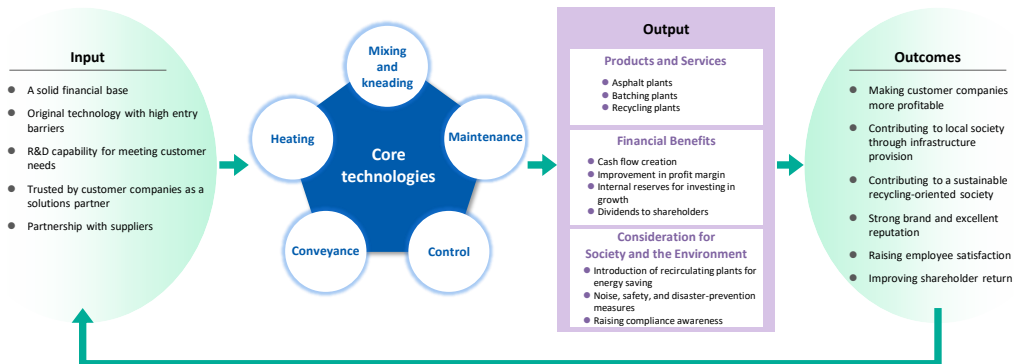 Input
A solid financial base
Original technology with high entry
barriers
R&D capability for meeting customer
needs
Trusted by customer companies as a
solutions partner
Partnership with suppliers
Mixing
and
kneading
Heating
Maintenance
Core
technologies
Conveyance
Control
Output
Products and Services
Asphalt plants
Batching plants
Recycling plants
Financial Benefits
Cash flow creation
Improvement in profit margin
Internal reserves for investing in
growth
Dividends to shareholders
Consideration for
Society and the Environment
Introduction of recirculating plants for
energy saving
Noise, safety, and disaster-prevention
measures
Raising compliance awareness
Outcomes
Making customer companies
more profitable
Contributing to local society
through infrastructure
provision
Contributing to a sustainable
recycling-oriented society
Strong brand and excellent
reputation
Raising employee satisfaction
Improving shareholder return